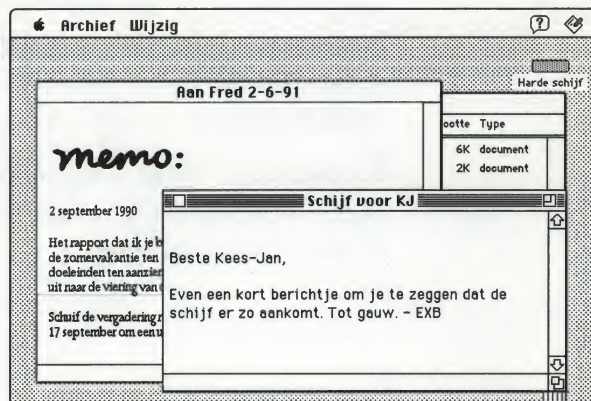 Archief Wijzig
Harde schijf
Aan Fred 2-6-91
Type
6K document
2K document
memo:
2 september 1990
Het rapport dat ik je
de zomervakantie ten
doeleinden ten
uit naar de viering van
Schuif de vergadering
17 september om een
Schijf voor KJ
Beste Kees-Jan,
Even een kort berichtje om je te zeggen dat de
schijf er zo aankomt. Tot gauw. - EXB